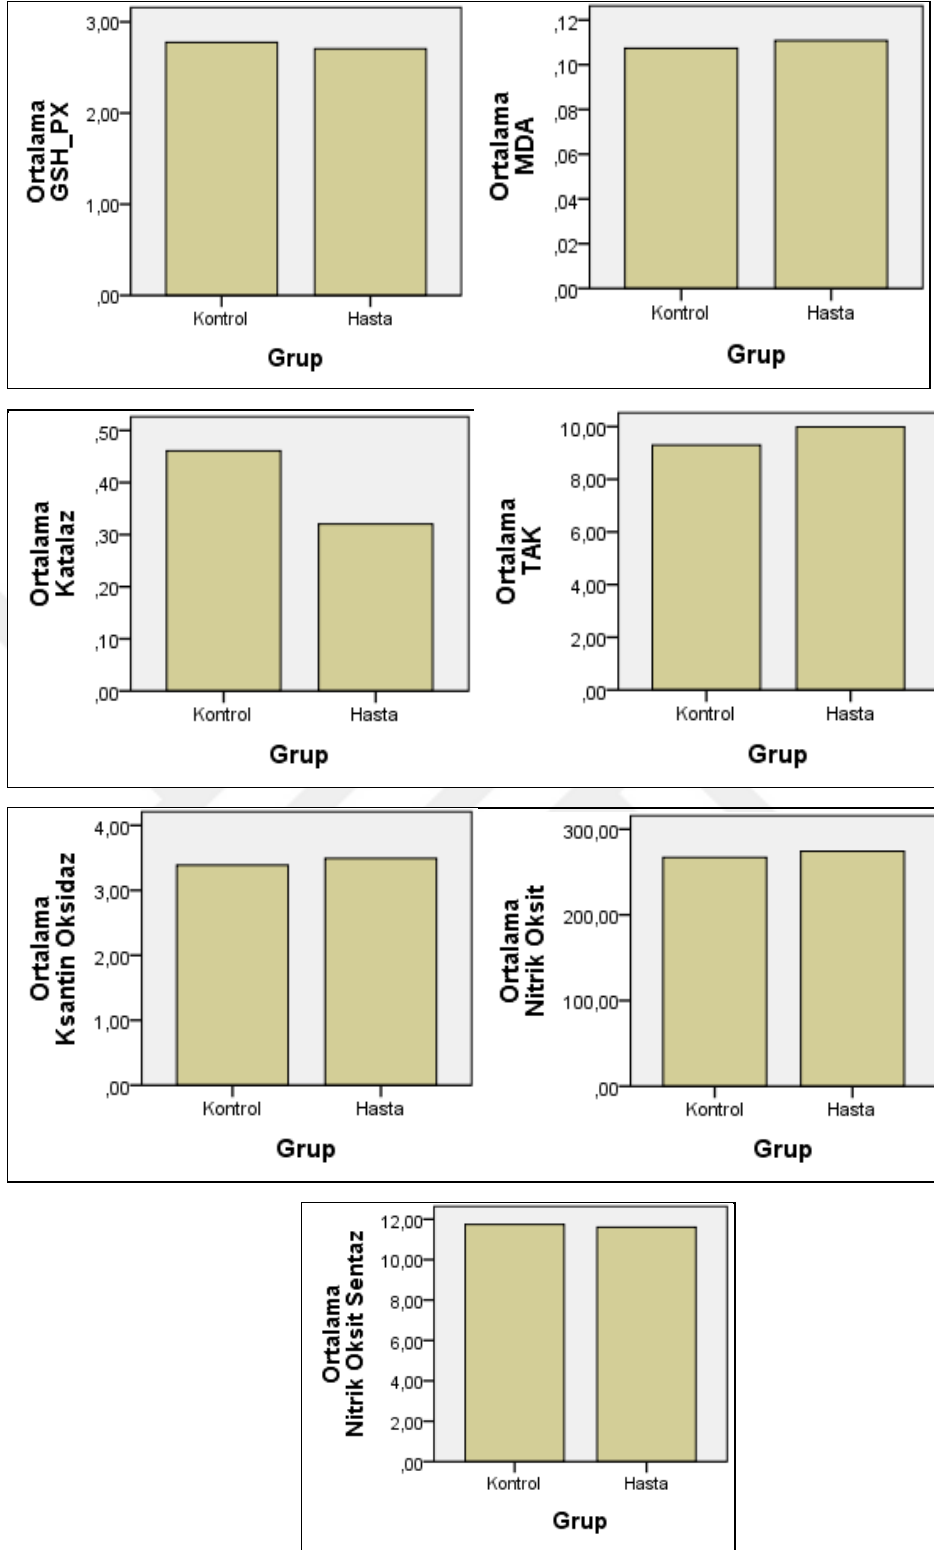 Ortalama
GSH_PX
3,00
2,00
1,00
,00
Kontrol
Hasta
Grup
Ortalama
MDA
,12
,10
,08
,06
,04
,02
,00
Kontrol
Hasta
Grup
Ortalama
Katalaz
,50
,40
,30
,20
,10
,00
Kontrol
Hasta
Grup
Ortalama
TAK
10,00
8,00
6,00
4,00
2,00
,00
Kontrol
Hasta
Grup
Ortalama
Ksantin Oksidaz
4,00
3,00
2,00
1,00
,00
Kontrol
Hasta
Grup
Ortalama
Nitrik Oksit
300,00
200,00
100,00
,00
Kontrol
Hasta
Grup
Ortalama
Nitrik Oksit Sentaz
12,00
10,00
8,00
6,00
4,00
2,00
,00
Kontrol
Hasta
Grup